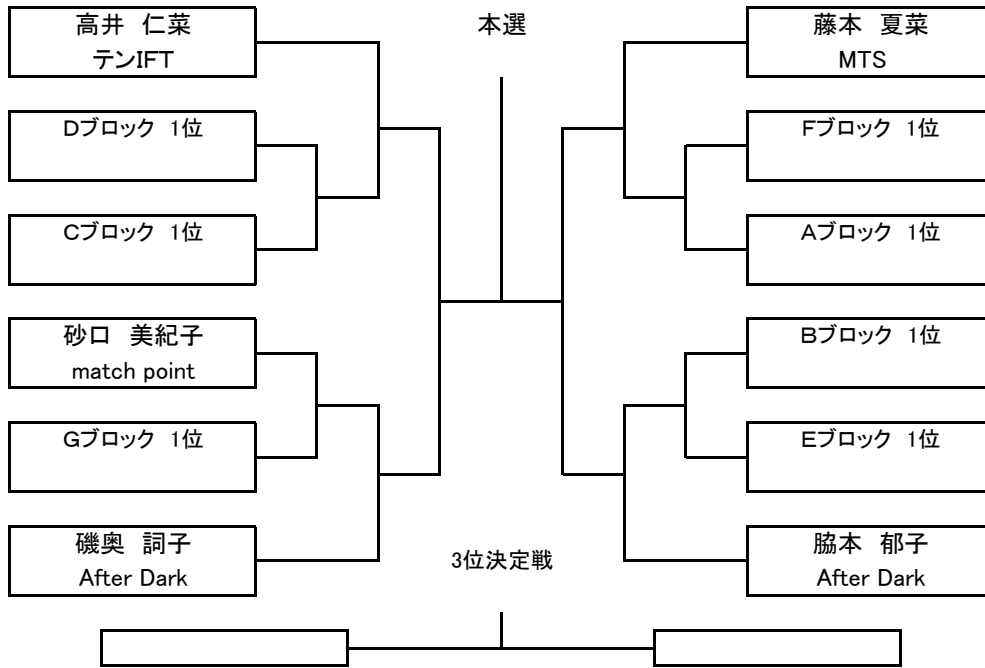 本選
高井　仁菜
テンIFT
Dブロック　1位
Cブロック　1位
砂口　美紀子
match point
Gブロック　1位
磯奥　詞子
After Dark
藤本　夏菜
MTS
Fブロック　1位
Aブロック　1位
Bブロック　1位
Eブロック　1位
脇本　郁子
After Dark
3位決定戦